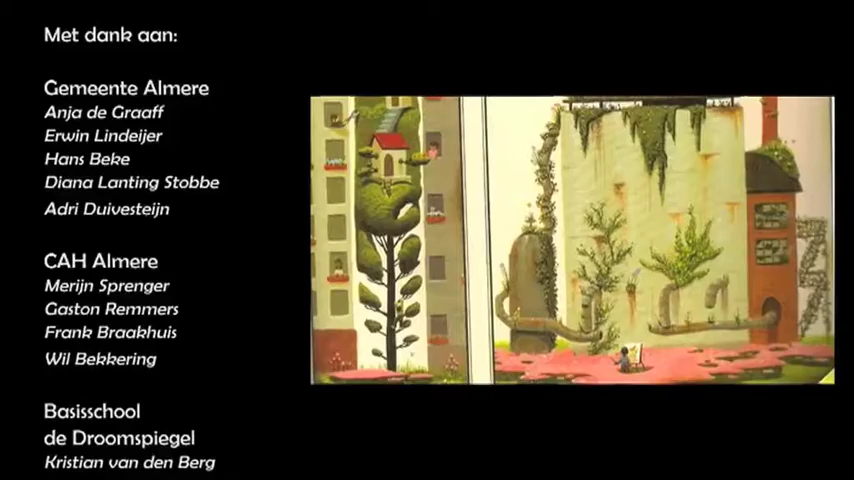 Met dank aan:
Gemeente Almere
Anja de Graaff
Erwin Lindeijer
Hans Beke
Diana Lanting Stobbe
Adri Duivesteijn
CAH Almere
Merijn Sprenger
Gaston Remmers
Frank Braakhuis
Wil Bekkering
Basisschool
de Droomspiegel
Kristian van den Berg